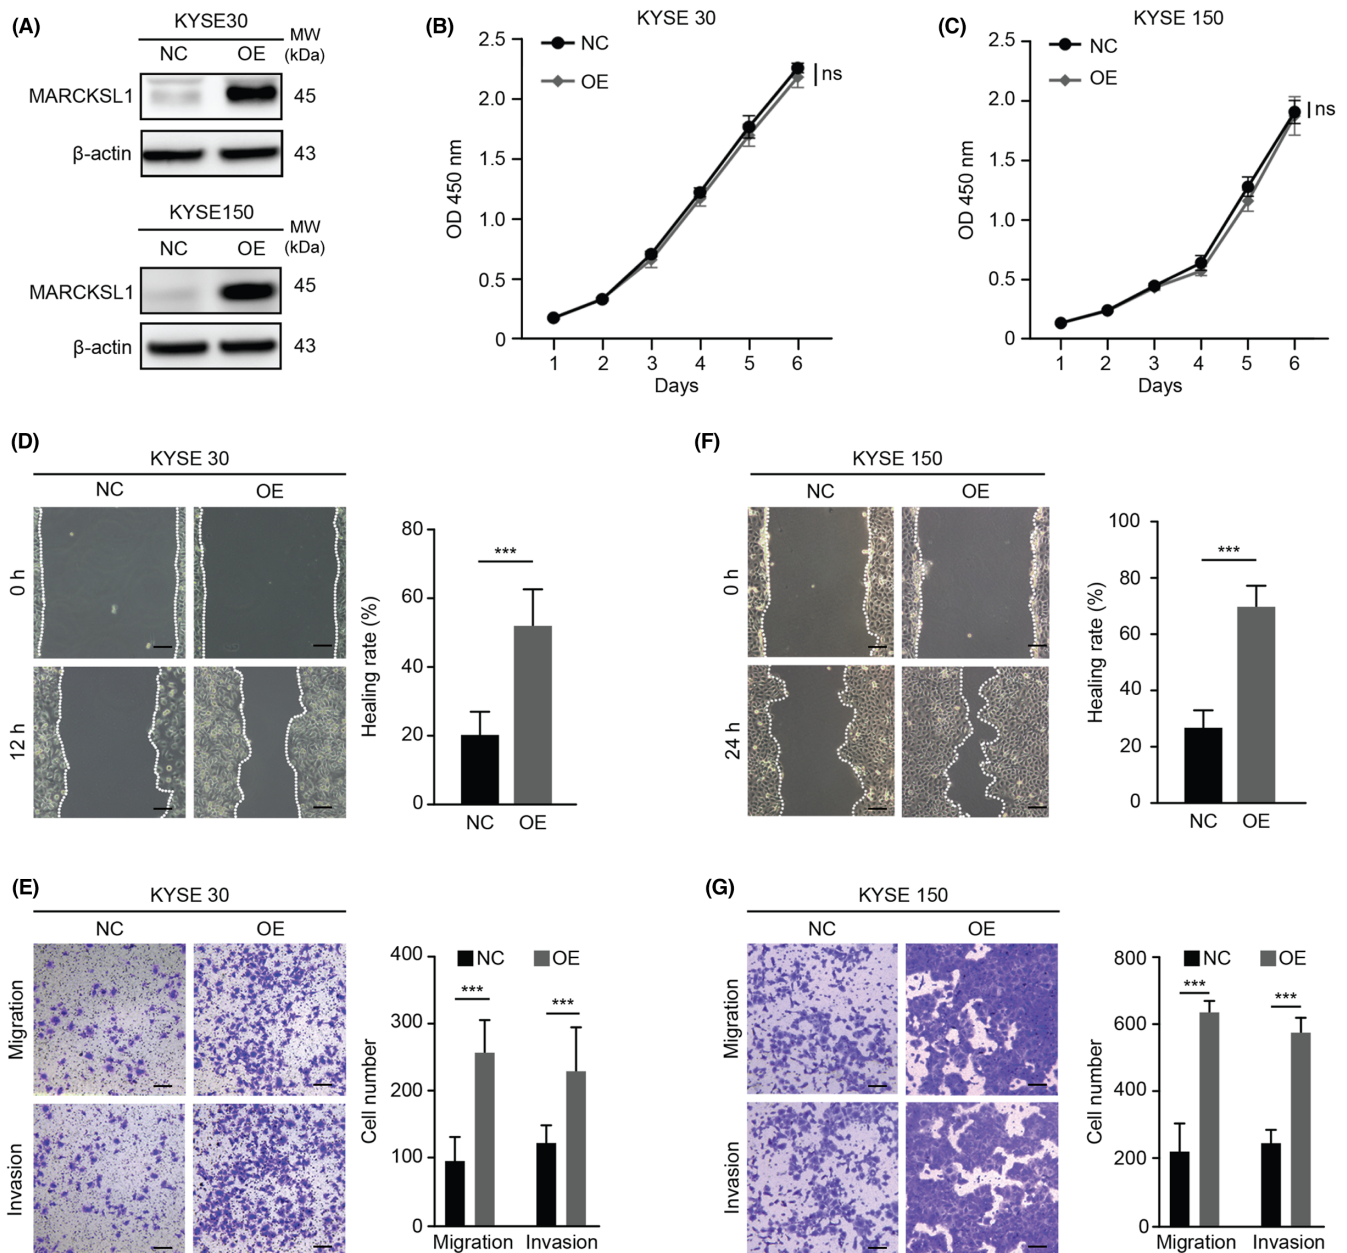 (A)
KYSE30
NC OE MW (kDa)
MARCKSL1 45
β-actin 43
KYSE150
NC OE MW (kDa)
MARCKSL1 45
β-actin 43
(B)
KYSE 30
NC
OE
ns
OD 450 nm
2.5
2.0
1.5
1.0
0.5
0
1 2 3 4 5 6
Days
(C)
KYSE 150
NC
OE
ns
OD 450 nm
2.5
2.0
1.5
1.0
0.5
0
1 2 3 4 5 6
Days
(D)
KYSE 30
NC OE
0 h
12 h
Healing rate (%)
80
60
40
20
0
***
NC OE
(F)
KYSE 150
NC OE
0 h
24 h
Healing rate (%)
100
80
60
40
20
0
***
NC OE
(E)
KYSE 30
NC OE
Migration
Invasion
Cell number
400
300
200
100
0
NC OE
*** ***
Migration Invasion
(G)
KYSE 150
NC OE
Migration
Invasion
Cell number
800
600
400
200
0
NC OE
*** ***
Migration Invasion